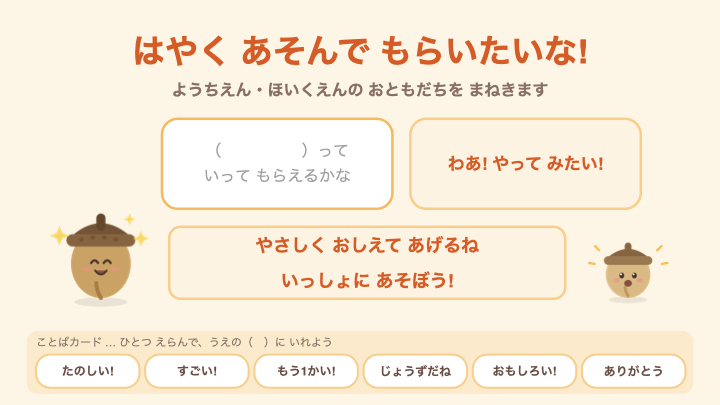 はやく あそんで もらいたいな!
ようちえん・ほいくえんの おともだちを まねきます
（　　　　　）って
いって もらえるかな
わあ! やって みたい!
やさしく おしえて あげるね
いっしょに あそぼう!
ことばカード … ひとつ えらんで、うえの（　）に いれよう
たのしい!
すごい!
もう1かい!
じょうずだね
おもしろい!
ありがとう